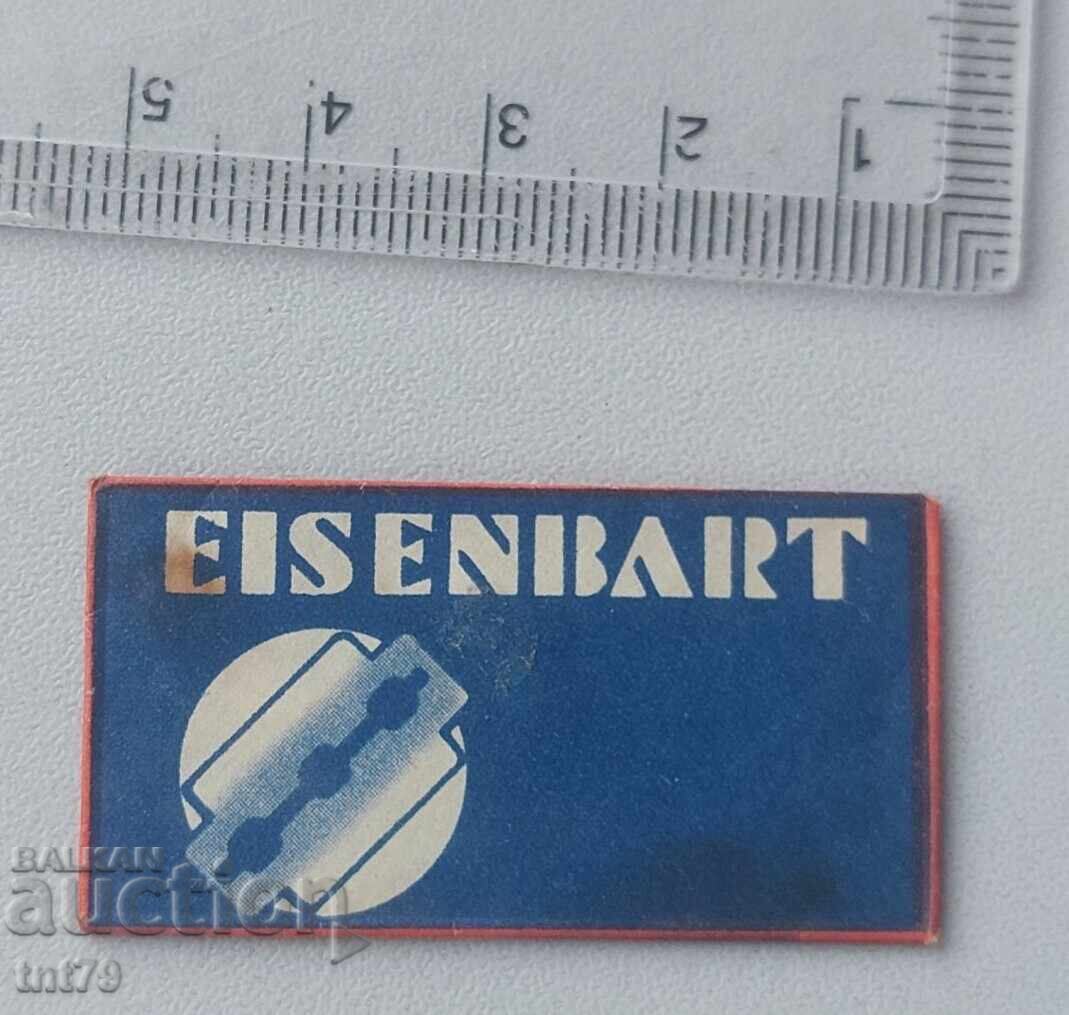 5 4 3 2 1
EISENBART
BALKAN
auction
tnt79